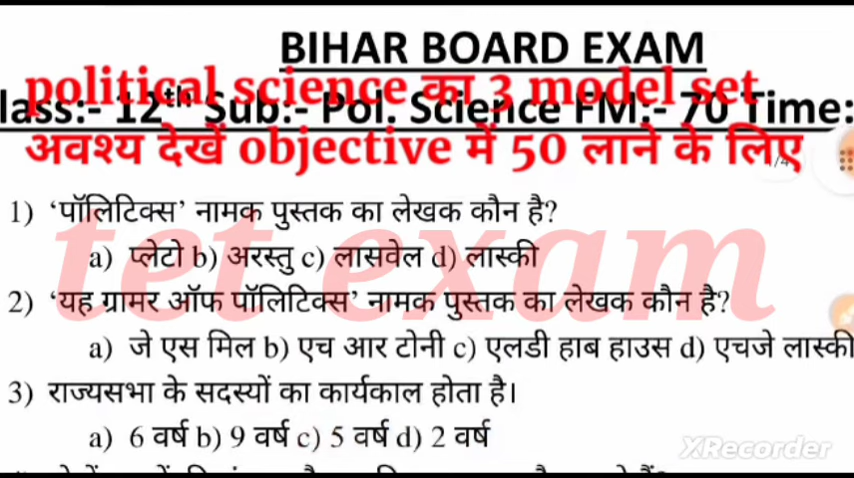 BIHAR BOARD EXAM
political science का 3 model set
lass:- 12th Sub:- Pol. Science FM:- 70 Time:
अवश्य देखें objective में 50 लाने के लिए
1) ‘पॉलिटिक्स’ नामक पुस्तक का लेखक कौन है?
a) प्लेटो b) अरस्तु c) लासवेल d) लास्की
tet exam
2) ‘यह ग्रामर ऑफ पॉलिटिक्स’ नामक पुस्तक का लेखक कौन है?
a) जे एस मिल b) एच आर टोनी c) एलडी हाब हाउस d) एचजे लास्की
3) राज्यसभा के सदस्यों का कार्यकाल होता है।
a) 6 वर्ष b) 9 वर्ष c) 5 वर्ष d) 2 वर्ष
XRecorder